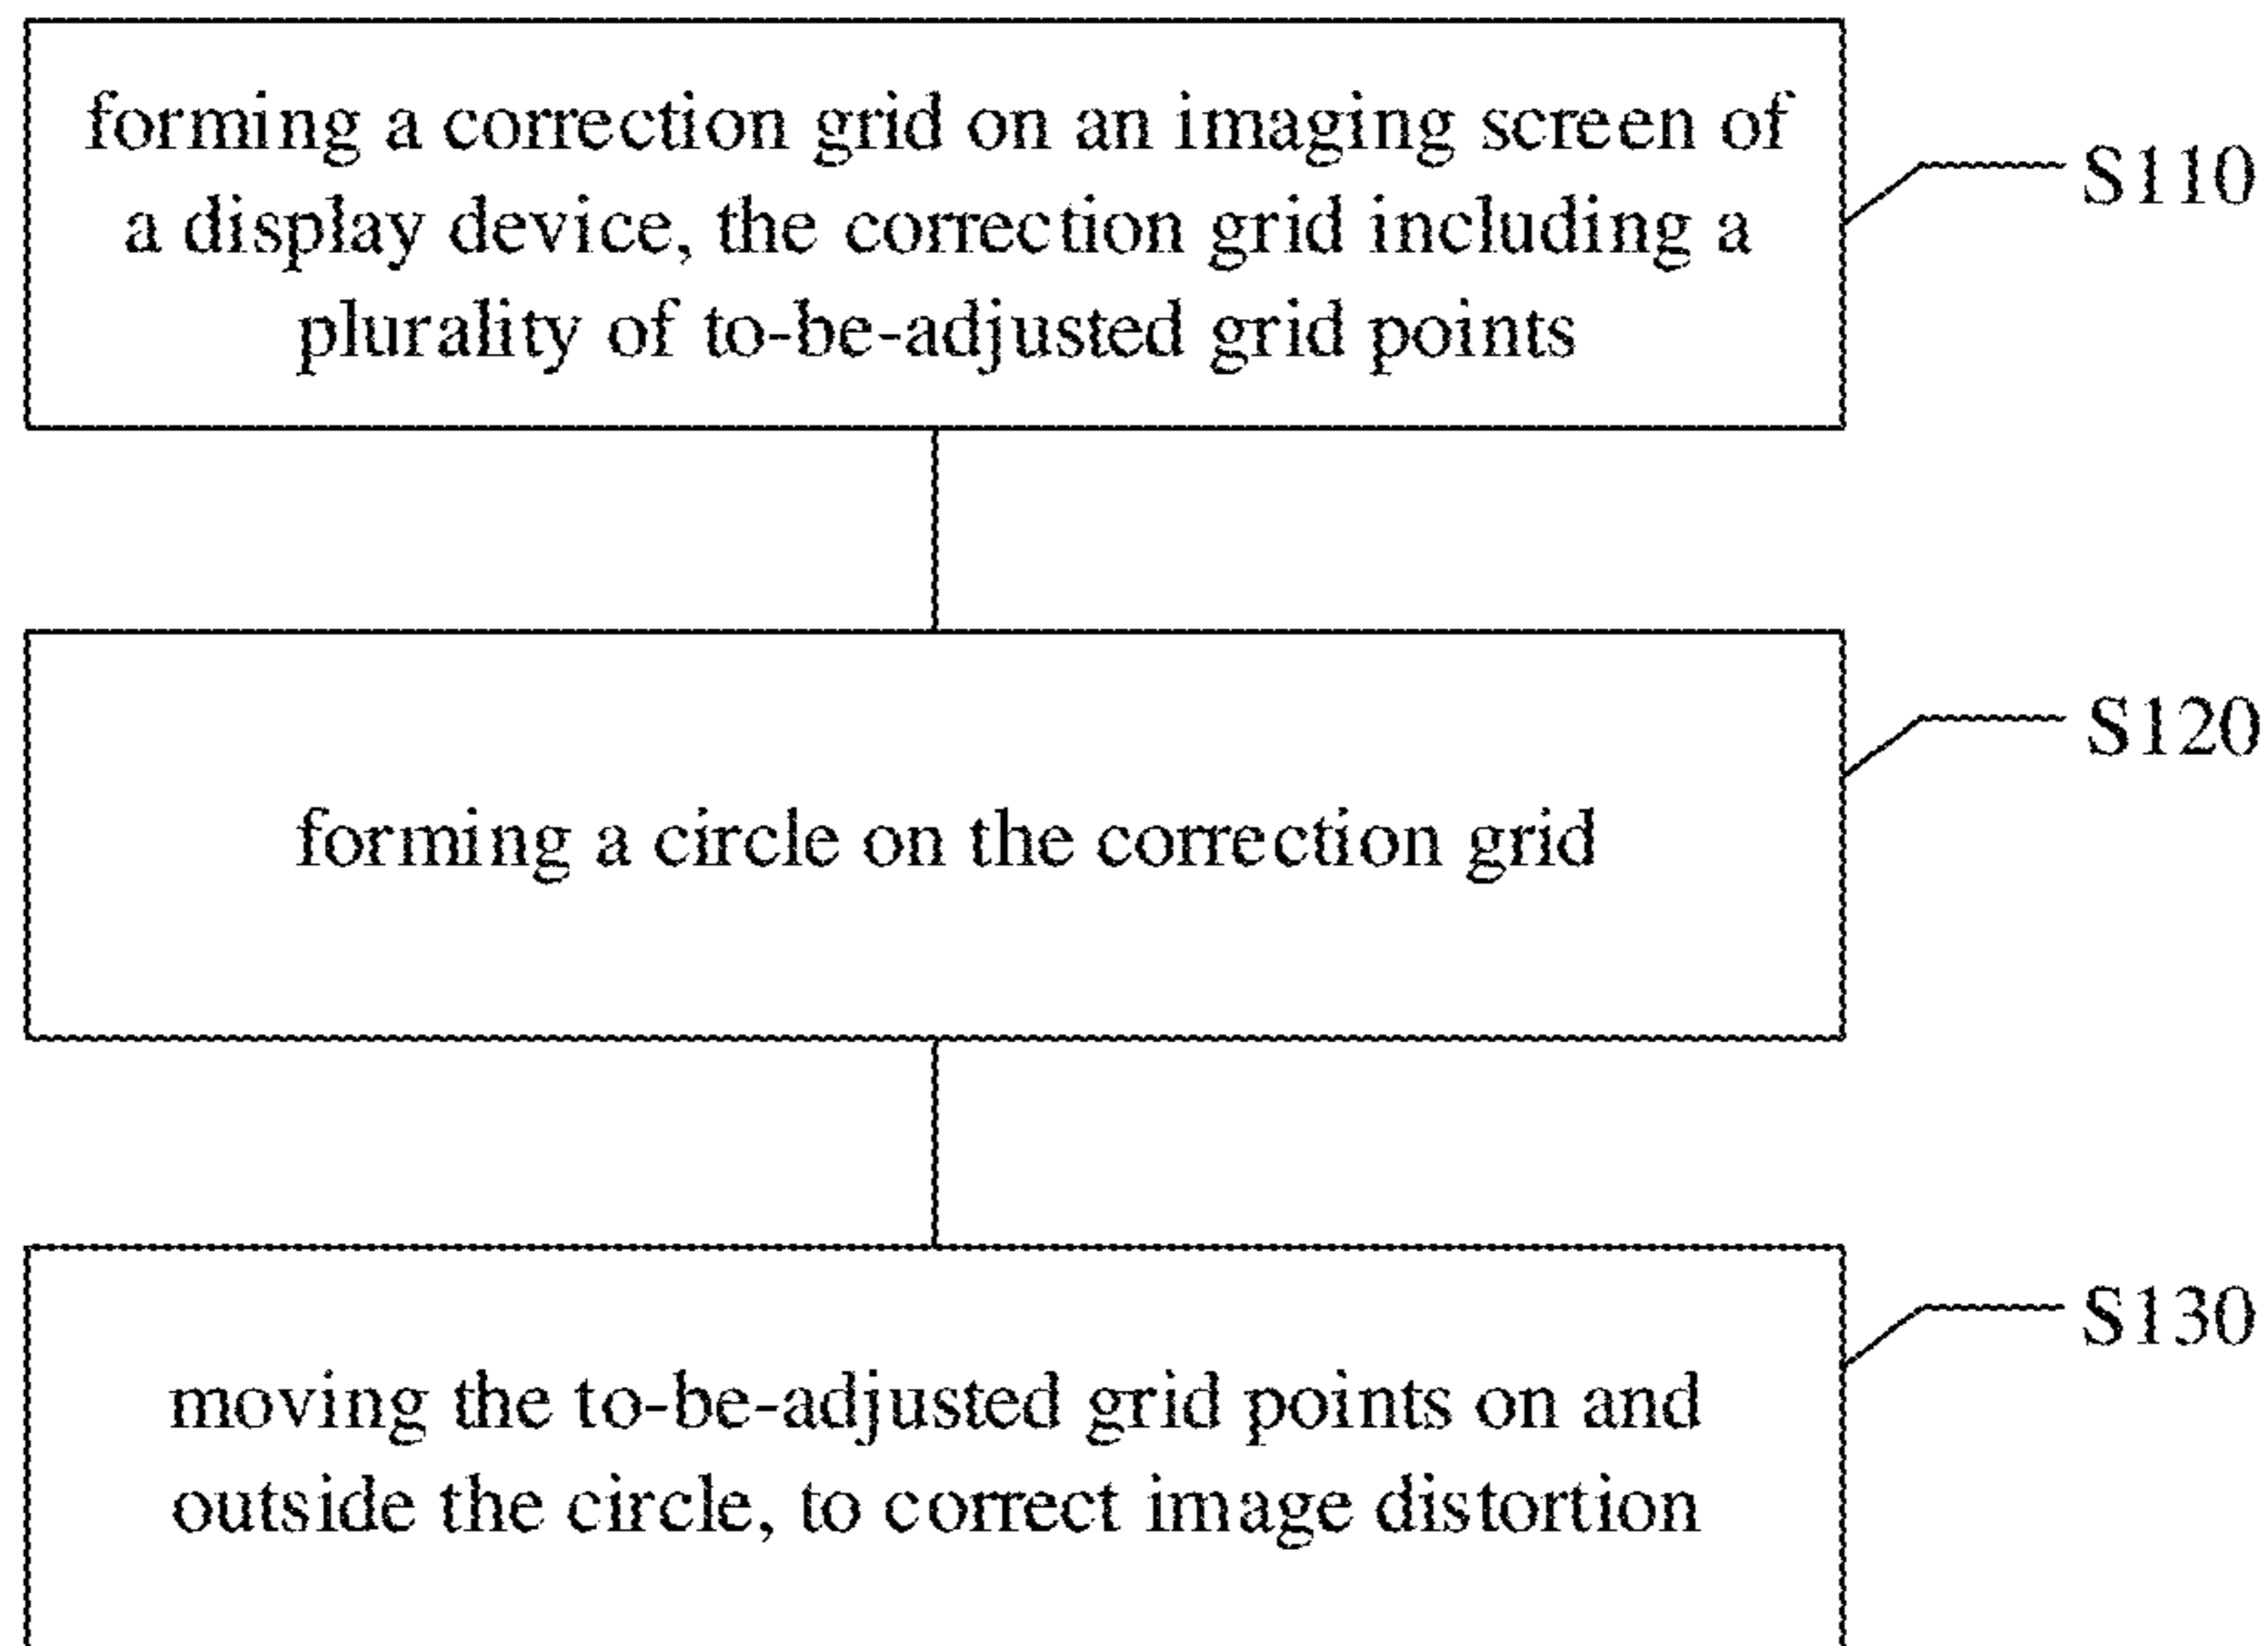 forming a correction grid on an imaging screen of
a display device, the correction grid including a
plurality of to-be-adjusted grid points
S110
forming a circle on the correction grid
S120
moving the to-be-adjusted grid points on and
outside the circle, to correct image distortion
S130